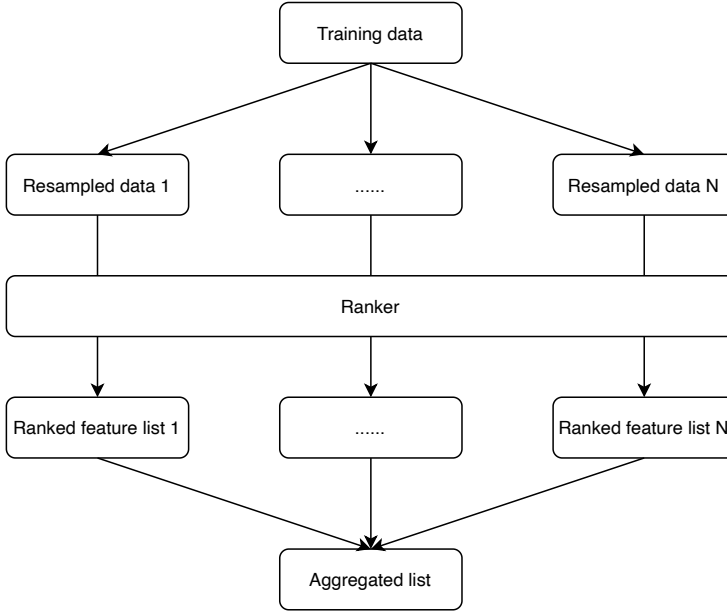 Training data
Resampled data 1
......
Resampled data N
Ranker
Ranked feature list 1
......
Ranked feature list N
Aggregated list